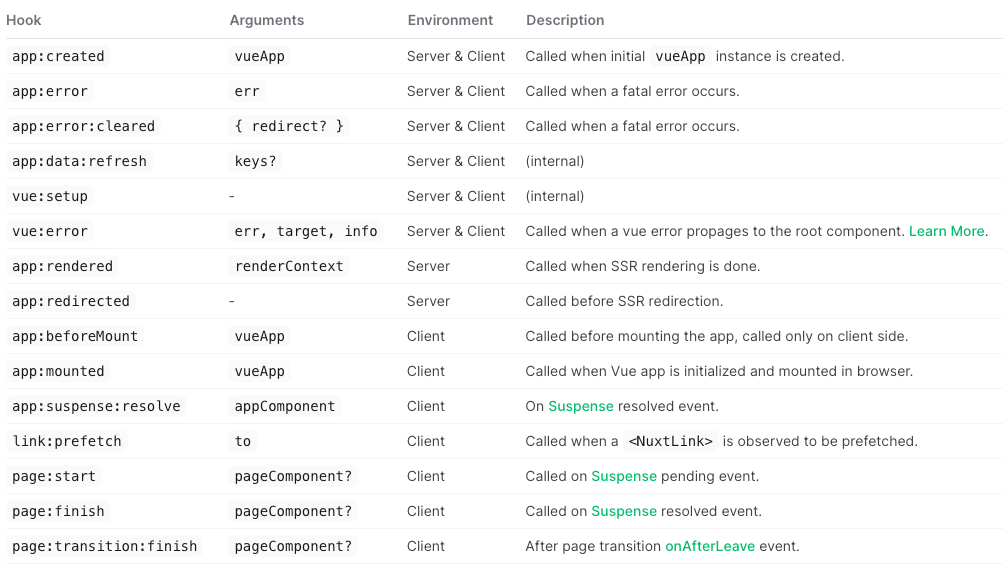 Hook Arguments Environment Description
app:created vueApp Server & Client Called when initial vueApp instance is created.
app:error err Server & Client Called when a fatal error occurs.
app:error:cleared { redirect? } Server & Client Called when a fatal error occurs.
app:data:refresh keys? Server & Client (internal)
vue:setup - Server & Client (internal)
vue:error err, target, info Server & Client Called when a vue error propages to the root component. Learn More.
app:rendered renderContext Server Called when SSR rendering is done.
app:redirected - Server Called before SSR redirection.
app:beforeMount vueApp Client Called before mounting the app, called only on client side.
app:mounted vueApp Client Called when Vue app is initialized and mounted in browser.
app:suspense:resolve appComponent Client On Suspense resolved event.
link:prefetch to Client Called when a <NuxtLink> is observed to be prefetched.
page:start pageComponent? Client Called on Suspense pending event.
page:finish pageComponent? Client Called on Suspense resolved event.
page:transition:finish pageComponent? Client After page transition onAfterLeave event.